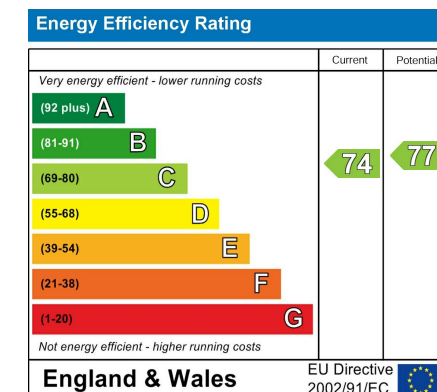 Energy Efficiency Rating
Current Potential
Very energy efficient - lower running costs
(92 plus) A
(81-91) B
(69-80) C
(55-68) D
(39-54) E
(21-38) F
(1-20) G
74
77
Not energy efficient - higher running costs
England & Wales
EU Directive
2002/91/EC